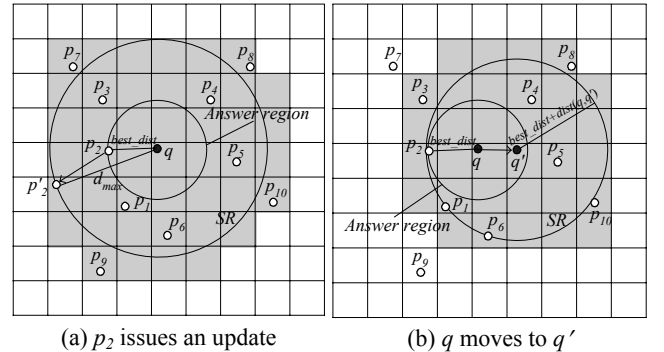 p7
p8
p3
p4
Answer region
p2
best_dist
q
p'2
dmax
p5
p1
p10
p6
SR
p9
(a) p2 issues an update
p7
p8
p3
p4
best_dist+dist(q,q')
p2
best_dist
q
q'
p5
p1
p10
Answer region
p6
SR
p9
(b) q moves to q′